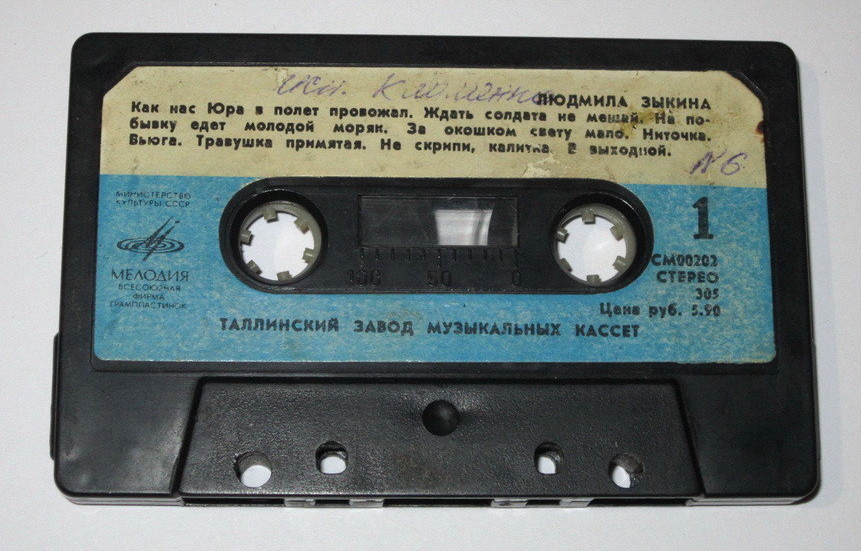 исп. Клименко
ЛЮДМИЛА ЗЫКИНА
Как нас Юра в полет провожал. Ждать солдата не мешай. На по-
бывку едет молодой моряк. За окошком свету мало. Ниточка.
Вьюга. Травушка примятая. Не скрипи, калитка. В выходной.
№6
МИНИСТЕРСТВО
КУЛЬТУРЫ СССР
1
МЕЛОДИЯ
ВСЕСОЮЗНАЯ
ФИРМА
ГРАМПЛАСТИНОК
100 50 0
СМ00202
СТЕРЕО
305
Цена руб. 5.90
ТАЛЛИНСКИЙ ЗАВОД МУЗЫКАЛЬНЫХ КАССЕТ